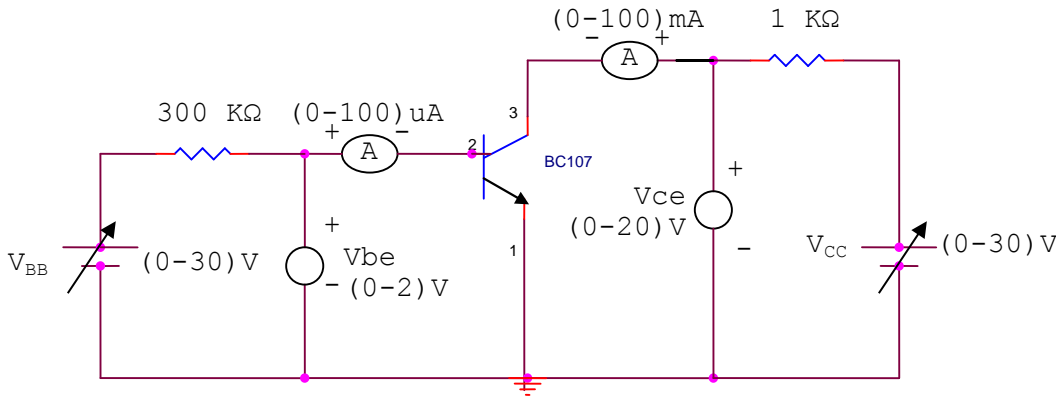 (0-100)mA
1 KΩ
- A +
300 KΩ
(0-100)uA
+ A -
3
2
BC107
1
+
Vce
(0-20)V
-
+
Vbe
-
(0-2)V
V_BB
(0-30)V
V_CC
(0-30)V